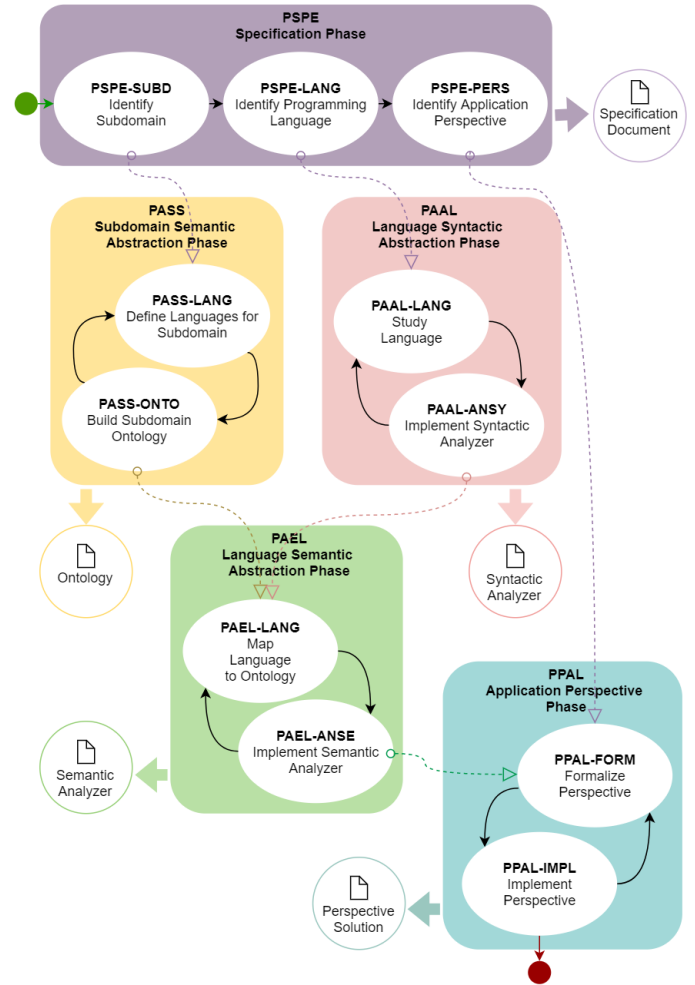 PSPE
Specification Phase
PSPE-SUBD
Identify
Subdomain
PSPE-LANG
Identify Programming
Language
PSPE-PERS
Identify Application
Perspective
Specification
Document
PASS
Subdomain Semantic
Abstraction Phase
PASS-LANG
Define Languages for
Subdomain
PASS-ONTO
Build Subdomain
Ontology
PAAL
Language Syntactic
Abstraction Phase
PAAL-LANG
Study
Language
PAAL-ANSY
Implement Syntactic
Analyzer
Ontology
Syntactic
Analyzer
PAEL
Language Semantic
Abstraction Phase
PAEL-LANG
Map
Language
to Ontology
PAEL-ANSE
Implement Semantic
Analyzer
Semantic
Analyzer
PPAL
Application Perspective
Phase
PPAL-FORM
Formalize
Perspective
PPAL-IMPL
Implement
Perspective
Perspective
Solution